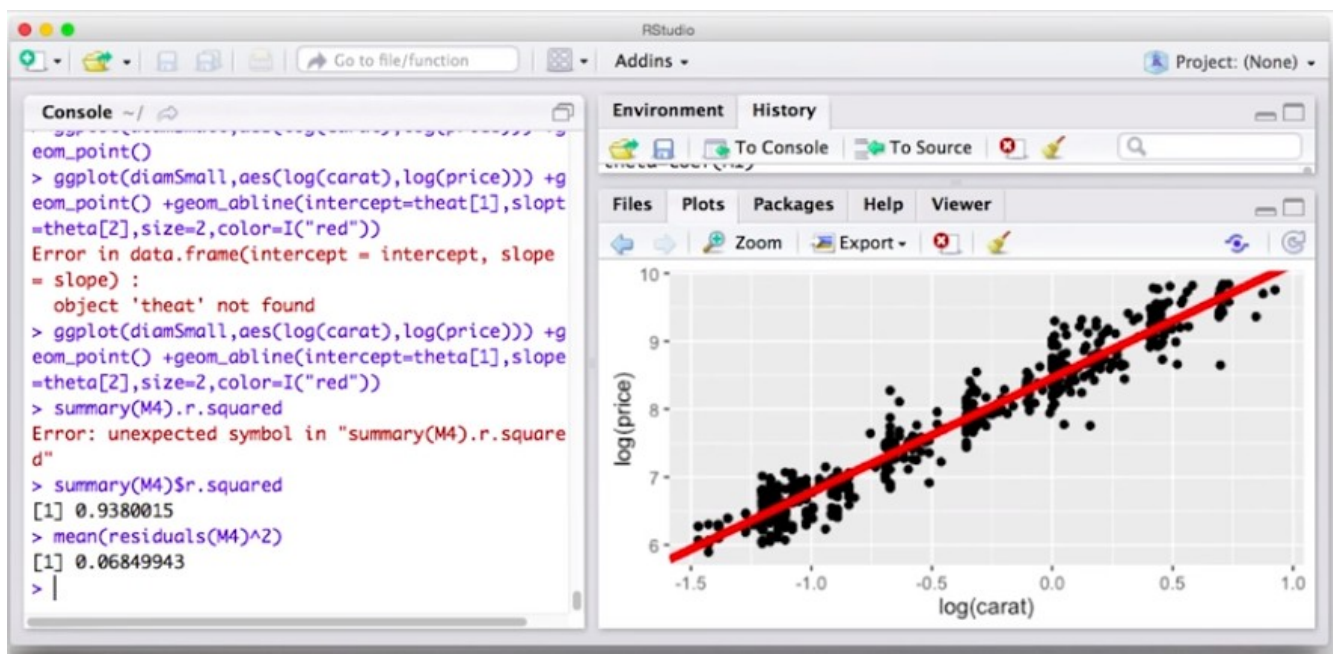 RStudio
Go to file/function
Addins
Project: (None)
Console ~/
eom_point()
> ggplot(diamSmall,aes(log(carat),log(price))) +g
eom_point() +geom_abline(intercept=theat[1],slopt
=theta[2],size=2,color=I("red"))
Error in data.frame(intercept = intercept, slope
= slope) :
object 'theat' not found
> ggplot(diamSmall,aes(log(carat),log(price))) +g
eom_point() +geom_abline(intercept=theta[1],slope
=theta[2],size=2,color=I("red"))
> summary(M4).r.squared
Error: unexpected symbol in "summary(M4).r.square
d"
> summary(M4)$r.squared
[1] 0.9380015
> mean(residuals(M4)^2)
[1] 0.06849943
>
Environment History
To Console To Source
Files Plots Packages Help Viewer
Zoom Export
10
9
8
7
6
log(price)
-1.5 -1.0 -0.5 0.0 0.5 1.0
log(carat)